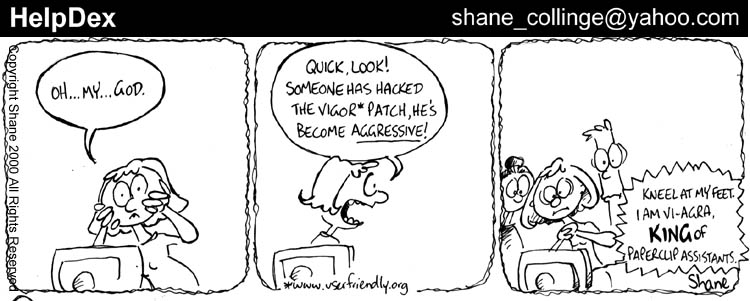 HelpDex
shane_collinge@yahoo.com
Copyright Shane 2000 All Rights Reserved
OH...MY...GOD.
QUICK, LOOK!
SOMEONE HAS HACKED
THE VIGOR* PATCH, HE'S
BECOME AGGRESSIVE!
*www.userfriendly.org
KNEEL AT MY FEET.
I AM VI-AGRA,
KING OF
PAPERCLIP ASSISTANTS.
Shane